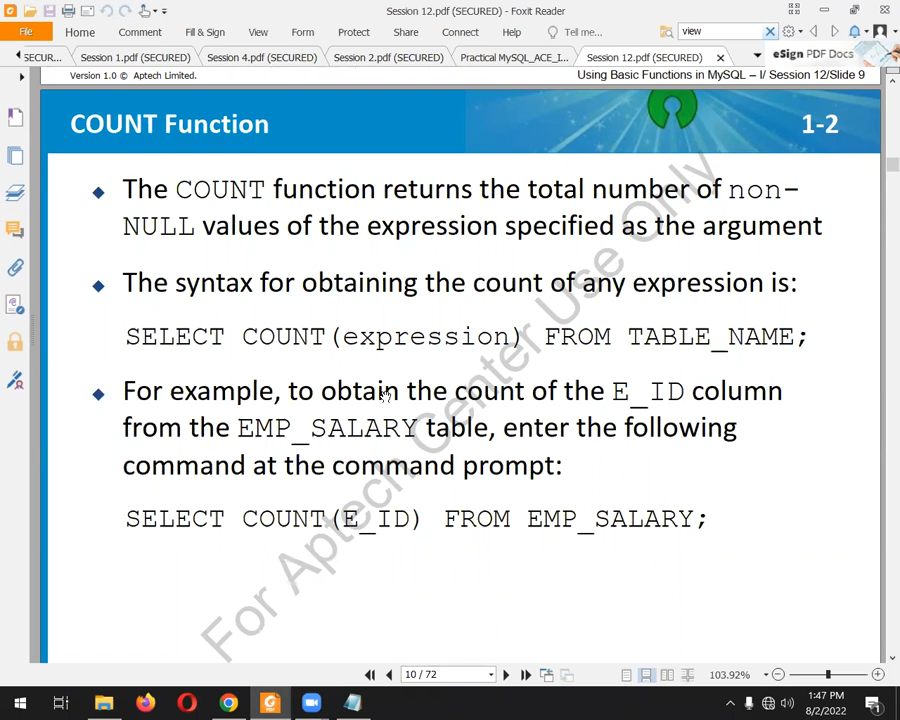 Session 12.pdf (SECURED) - Foxit Reader
File Home Comment Fill & Sign View Form Protect Share Connect Help Tell me... view
SECUR... Session 1.pdf (SECURED) Session 4.pdf (SECURED) Session 2.pdf (SECURED) Practical MySQL_ACE_I... Session 12.pdf (SECURED) eSign PDF Docs
Version 1.0 © Aptech Limited. Using Basic Functions in MySQL – I/ Session 12/Slide 9
COUNT Function 1-2
The COUNT function returns the total number of non-
NULL values of the expression specified as the argument
The syntax for obtaining the count of any expression is:
SELECT COUNT(expression) FROM TABLE_NAME;
For example, to obtain the count of the E_ID column
from the EMP_SALARY table, enter the following
command at the command prompt:
SELECT COUNT(E_ID) FROM EMP_SALARY;
For Aptech Center Use Only
10 / 72 103.92%
1:47 PM
8/2/2022
1